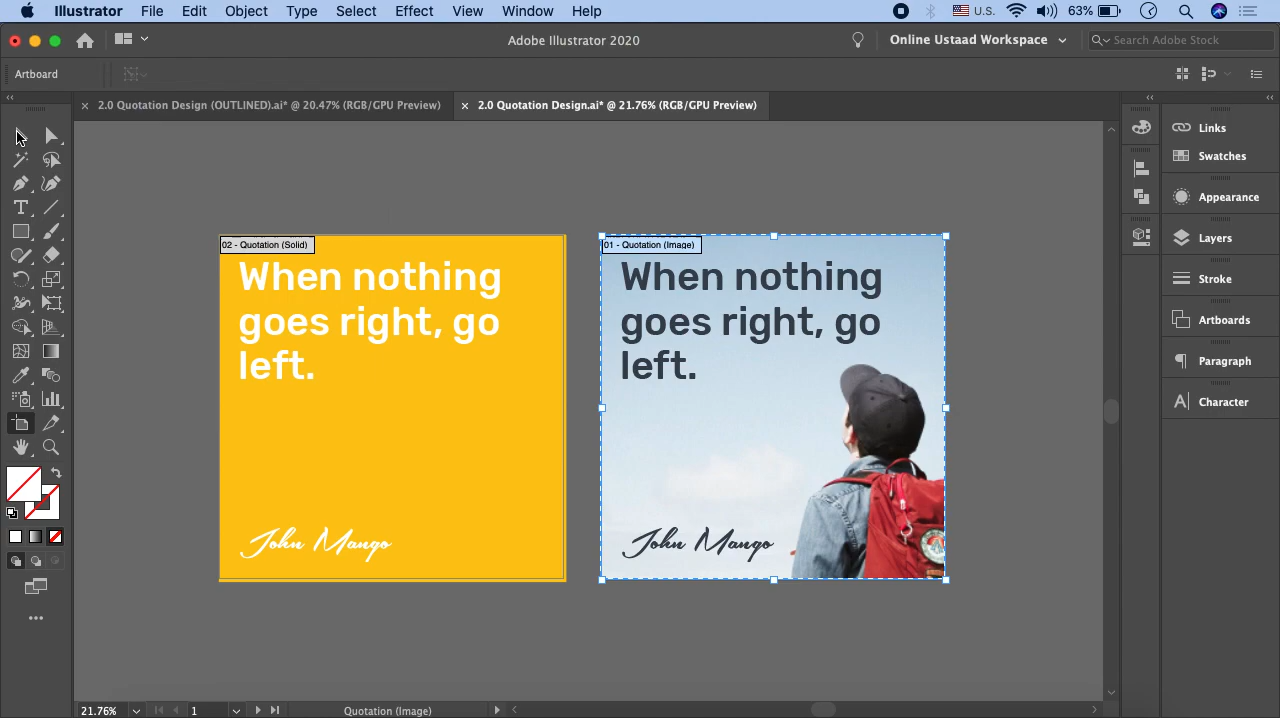 Illustrator File Edit Object Type Select Effect View Window Help U.S. 63%
Adobe Illustrator 2020
Online Ustaad Workspace
Search Adobe Stock
Artboard
2.0 Quotation Design (OUTLINED).ai* @ 20.47% (RGB/GPU Preview)
2.0 Quotation Design.ai* @ 21.76% (RGB/GPU Preview)
Links
Swatches
Appearance
Layers
Stroke
Artboards
Paragraph
Character
02 - Quotation (Solid)
When nothing
goes right, go
left.
John Mango
01 - Quotation (Image)
When nothing
goes right, go
left.
John Mango
21.76%
1
Quotation (Image)